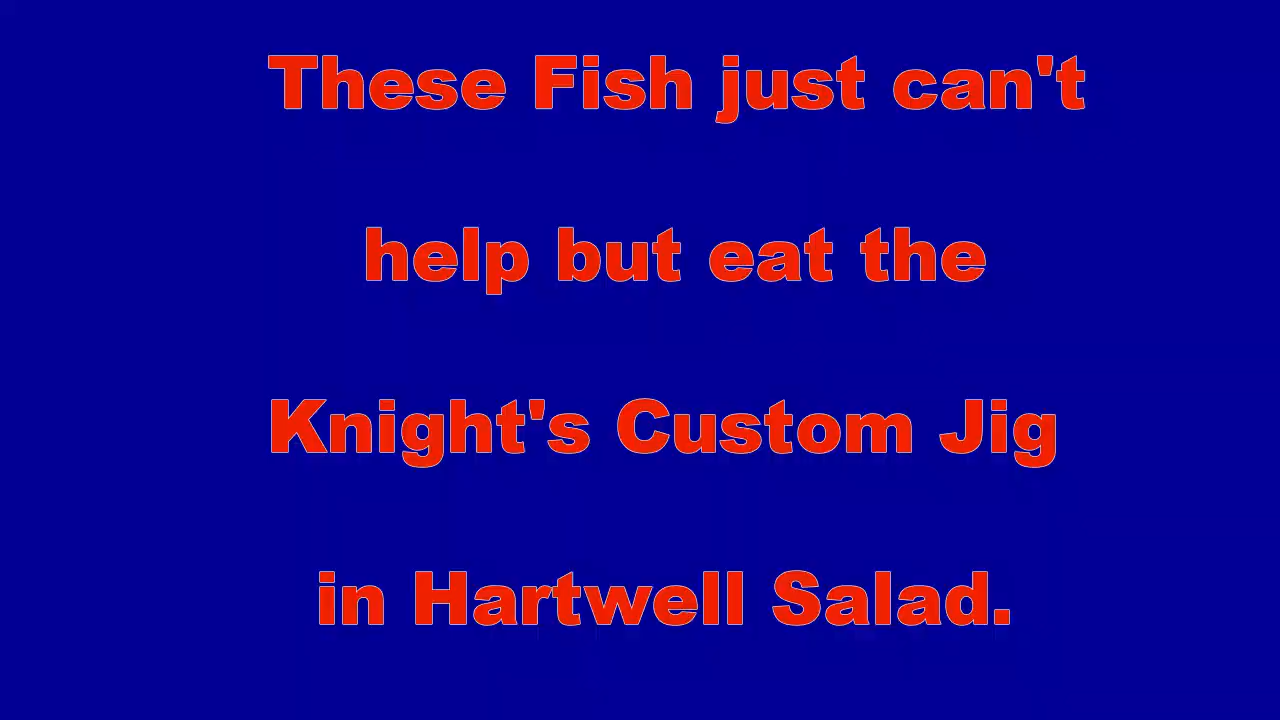 These Fish just can't
help but eat the
Knight's Custom Jig
in Hartwell Salad.